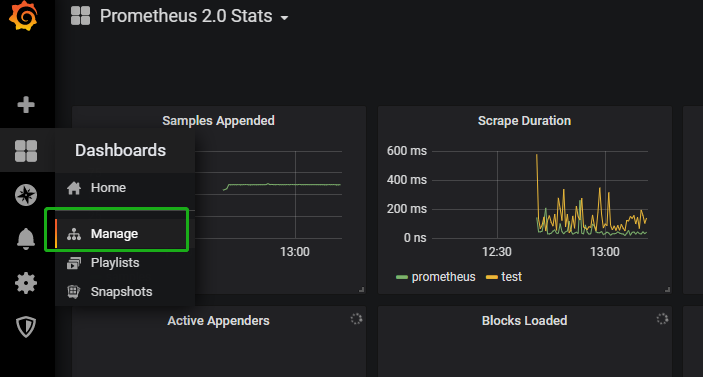 Prometheus 2.0 Stats
Samples Appended
Scrape Duration
Dashboards
Home
Manage
Playlists
Snapshots
13:00
600 ms
400 ms
200 ms
0 ns
12:30
13:00
prometheus
test
Active Appenders
Blocks Loaded